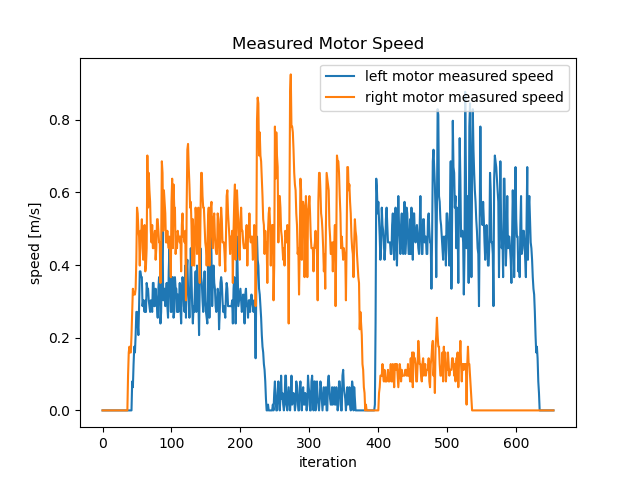 Measured Motor Speed
left motor measured speed
right motor measured speed
speed [m/s]
0.8
0.6
0.4
0.2
0.0
0 100 200 300 400 500 600
iteration